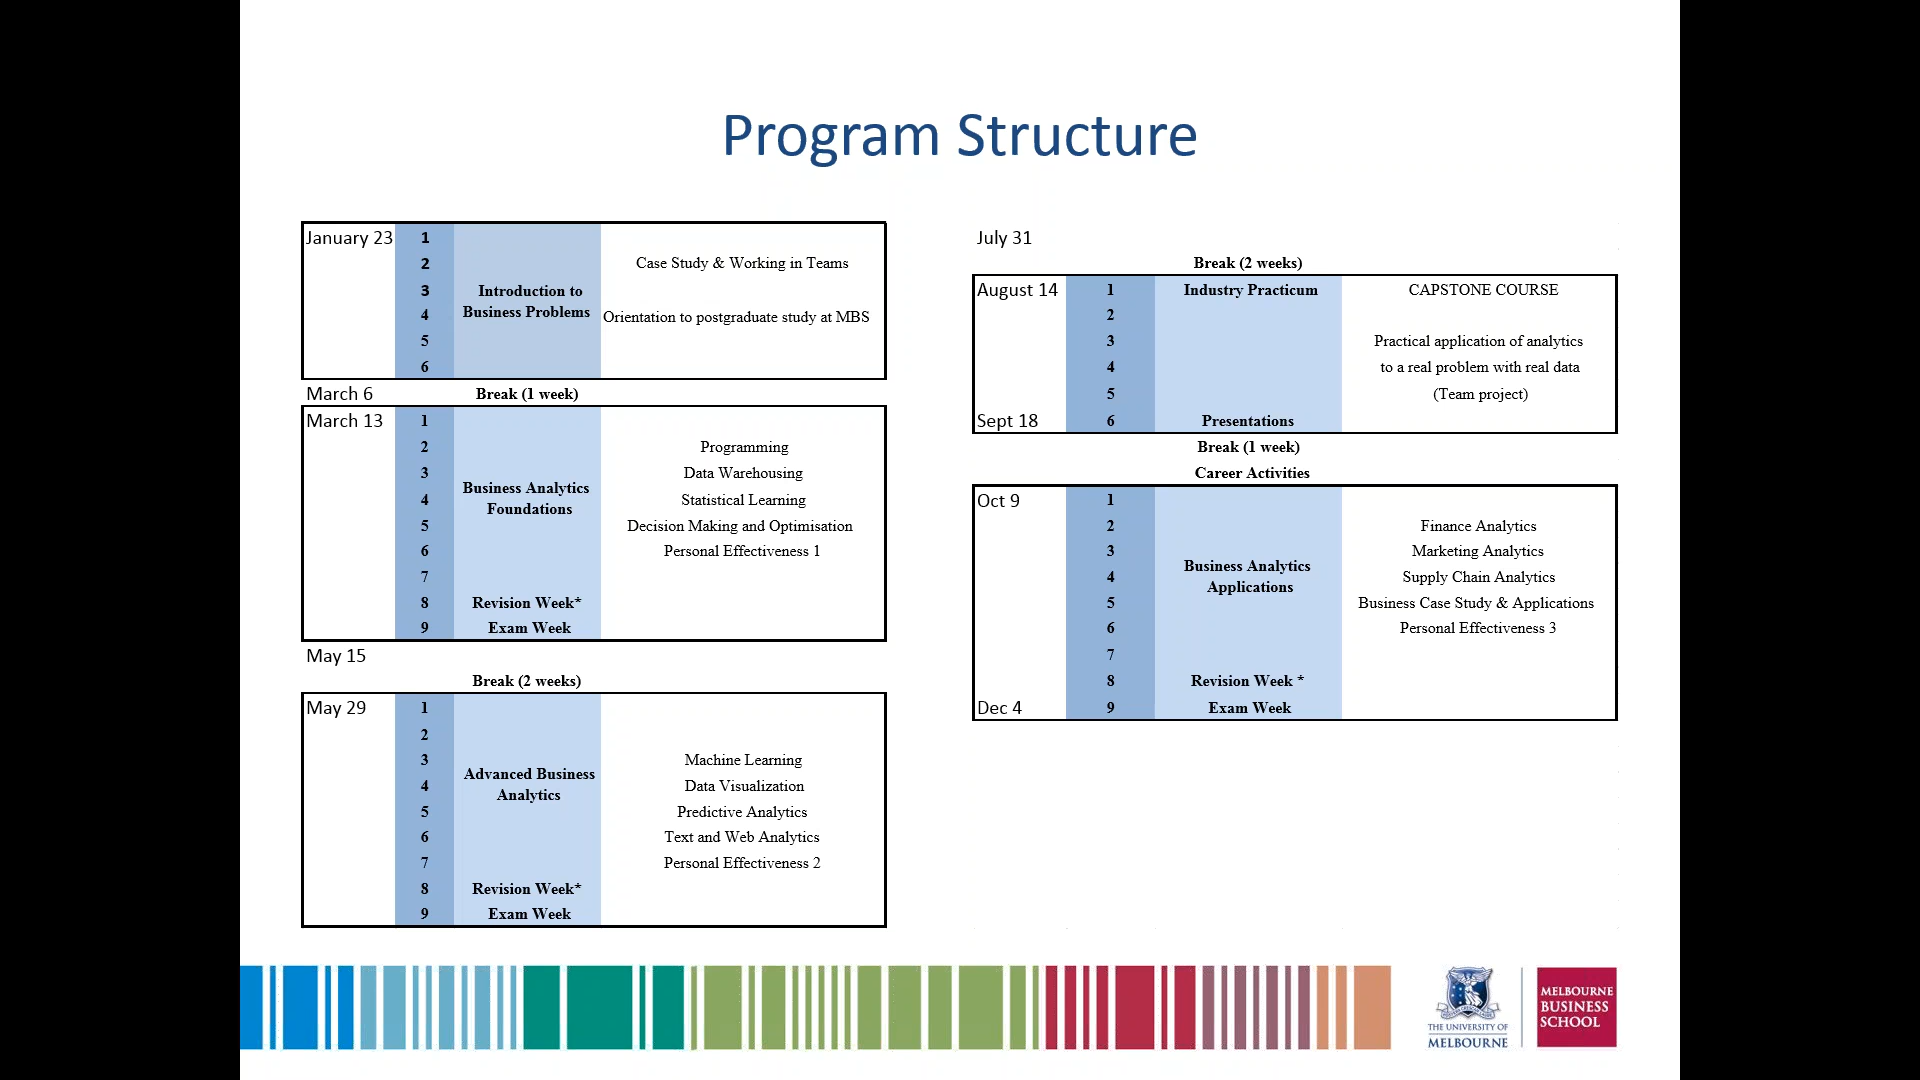 Program Structure
January 23 1
2 Case Study & Working in Teams
3 Introduction to
Business Problems
4 Orientation to postgraduate study at MBS
5
6
March 6 Break (1 week)
March 13 1
2 Programming
3 Data Warehousing
Business Analytics
4 Statistical Learning
Foundations
5 Decision Making and Optimisation
6 Personal Effectiveness 1
7
8 Revision Week*
9 Exam Week
May 15
Break (2 weeks)
May 29 1
2
3 Machine Learning
Advanced Business
4 Data Visualization
Analytics
5 Predictive Analytics
6 Text and Web Analytics
7 Personal Effectiveness 2
8 Revision Week*
9 Exam Week
July 31
Break (2 weeks)
August 14 1 Industry Practicum CAPSTONE COURSE
2
3 Practical application of analytics
4 to a real problem with real data
5 (Team project)
Sept 18 6 Presentations
Break (1 week)
Career Activities
Oct 9 1
2 Finance Analytics
3 Marketing Analytics
Business Analytics
4 Supply Chain Analytics
Applications
5 Business Case Study & Applications
6 Personal Effectiveness 3
7
8 Revision Week *
Dec 4 9 Exam Week
THE UNIVERSITY OF
MELBOURNE
MELBOURNE
BUSINESS
SCHOOL